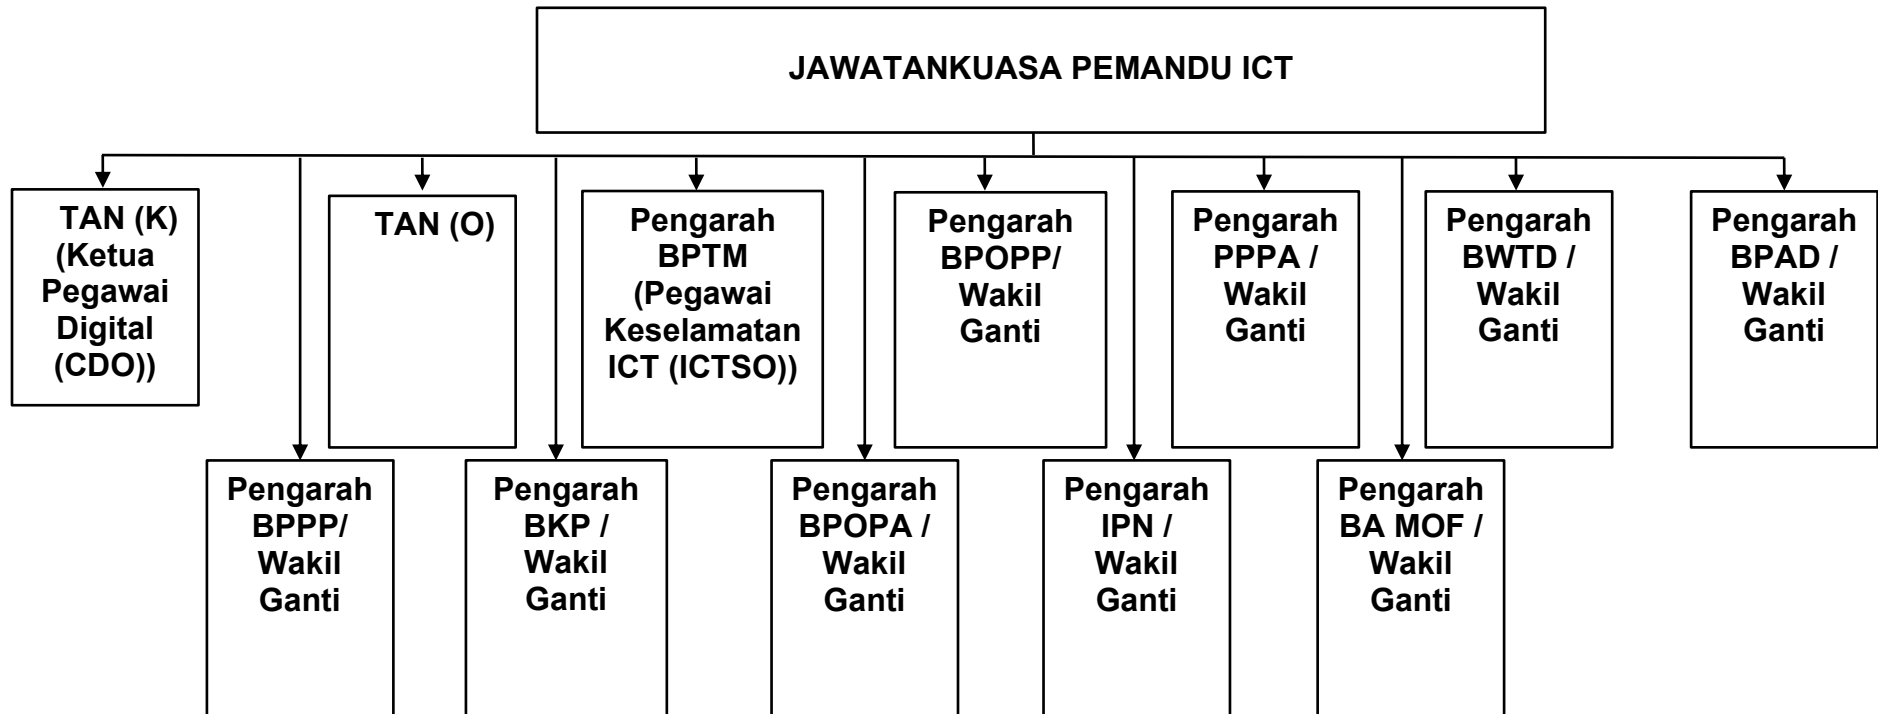 JAWATANKUASA PEMANDU ICT
TAN (K)
(Ketua
Pegawai
Digital
(CDO))
TAN (O)
Pengarah
BPTM
(Pegawai
Keselamatan
ICT (ICTSO))
Pengarah
BPOPP/
Wakil
Ganti
Pengarah
PPPA /
Wakil
Ganti
Pengarah
BWTD /
Wakil
Ganti
Pengarah
BPAD /
Wakil
Ganti
Pengarah
BPPP/
Wakil
Ganti
Pengarah
BKP /
Wakil
Ganti
Pengarah
BPOPA /
Wakil
Ganti
Pengarah
IPN /
Wakil
Ganti
Pengarah
BA MOF /
Wakil
Ganti